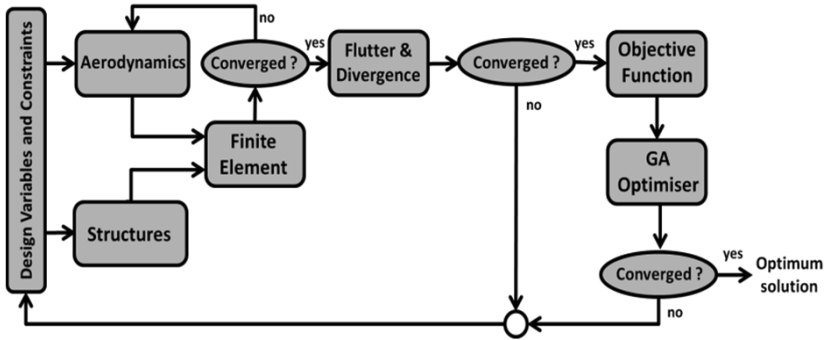 Design Variables and Constraints
Aerodynamics
no
Converged ?
yes
Flutter &
Divergence
Converged ?
yes
no
Objective
Function
Finite
Element
Structures
GA
Optimiser
Converged ?
yes
no
Optimum
solution